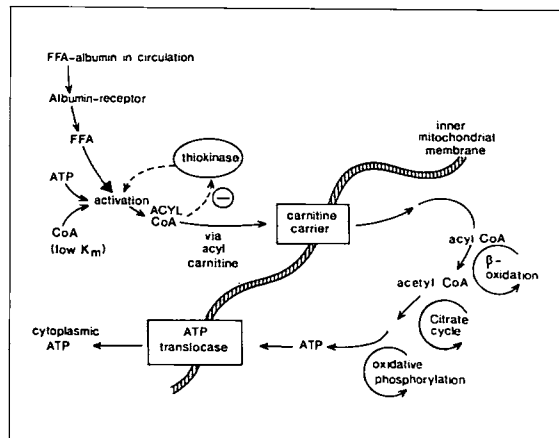 FFA-albumin in circulation
Albumin-receptor
FFA
thiokinase
inner
mitochondrial
membrane
ATP
activation
ACYL
CoA
CoA
(low Km)
via
acyl
carnitine
carnitine
carrier
acyl CoA
β-
oxidation
acetyl CoA
Citrate
cycle
cytoplasmic
ATP
ATP
translocase
ATP
oxidative
phosphorylation